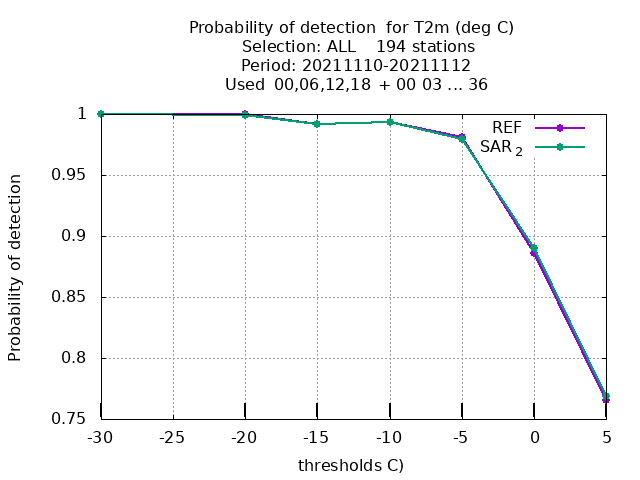 Probability of detection for T2m (deg C)
Selection: ALL 194 stations
Period: 20211110-20211112
Used 00,06,12,18 + 00 03 ... 36
REF
SAR 2
1
0.95
0.9
0.85
0.8
0.75
Probability of detection
-30 -25 -20 -15 -10 -5 0 5
thresholds C)